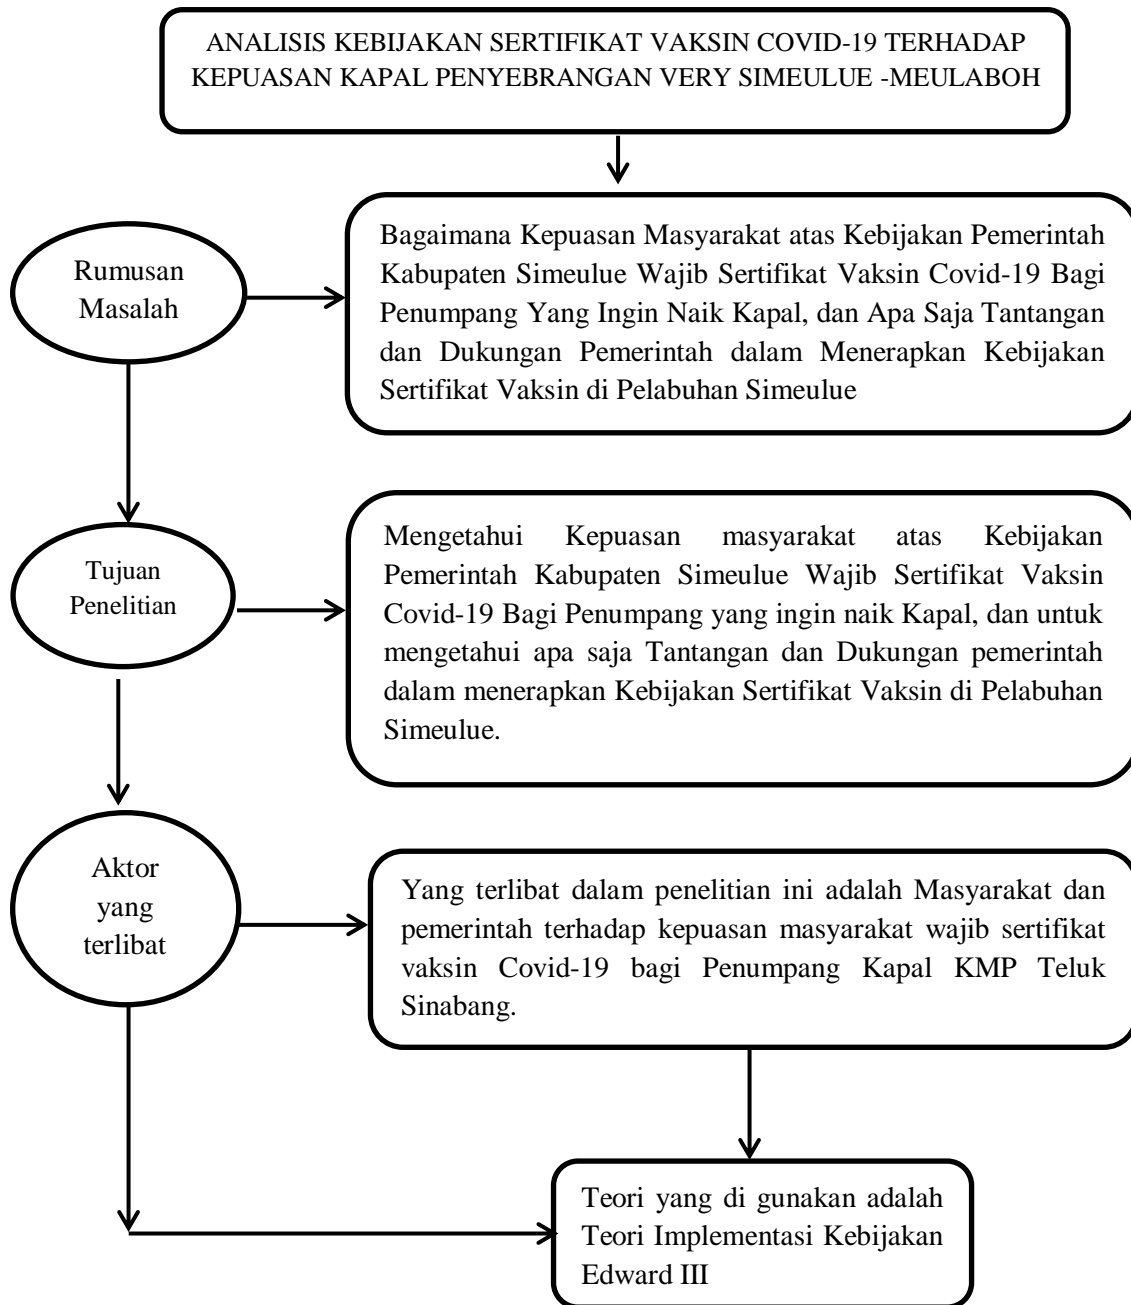 ANALISIS KEBIJAKAN SERTIFIKAT VAKSIN COVID-19 TERHADAP
KEPUASAN KAPAL PENYEBRANGAN VERY SIMEULUE -MEULABOH
Rumusan
Masalah
Bagaimana Kepuasan Masyarakat atas Kebijakan Pemerintah
Kabupaten Simeulue Wajib Sertifikat Vaksin Covid-19 Bagi
Penumpang Yang Ingin Naik Kapal, dan Apa Saja Tantangan
dan Dukungan Pemerintah dalam Menerapkan Kebijakan
Sertifikat Vaksin di Pelabuhan Simeulue
Tujuan
Penelitian
Mengetahui Kepuasan masyarakat atas Kebijakan
Pemerintah Kabupaten Simeulue Wajib Sertifikat Vaksin
Covid-19 Bagi Penumpang yang ingin naik Kapal, dan untuk
mengetahui apa saja Tantangan dan Dukungan pemerintah
dalam menerapkan Kebijakan Sertifikat Vaksin di Pelabuhan
Simeulue.
Aktor
yang
terlibat
Yang terlibat dalam penelitian ini adalah Masyarakat dan
pemerintah terhadap kepuasan masyarakat wajib sertifikat
vaksin Covid-19 bagi Penumpang Kapal KMP Teluk
Sinabang.
Teori yang di gunakan adalah
Teori Implementasi Kebijakan
Edward III